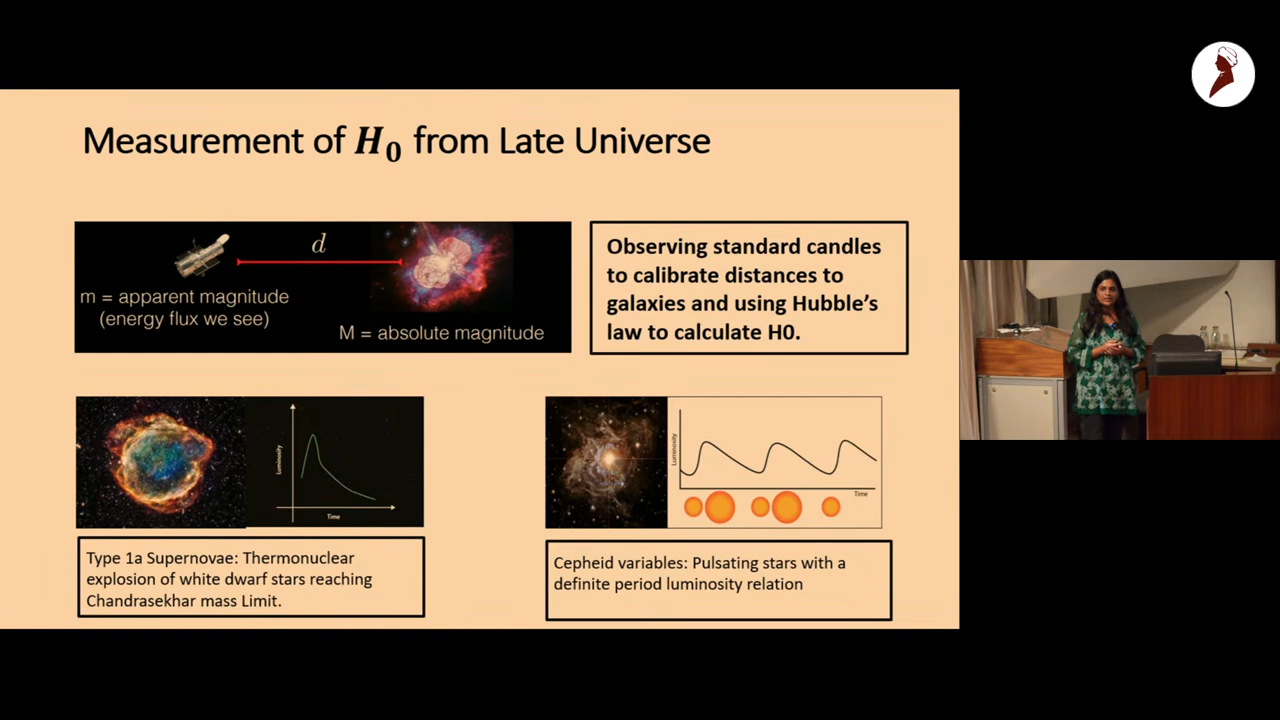 Measurement of H₀ from Late Universe
d
m = apparent magnitude
(energy flux we see)
M = absolute magnitude
Observing standard candles
to calibrate distances to
galaxies and using Hubble's
law to calculate H0.
Luminosity
Time
Luminosity
Time
Type 1a Supernovae: Thermonuclear
explosion of white dwarf stars reaching
Chandrasekhar mass Limit.
Cepheid variables: Pulsating stars with a
definite period luminosity relation